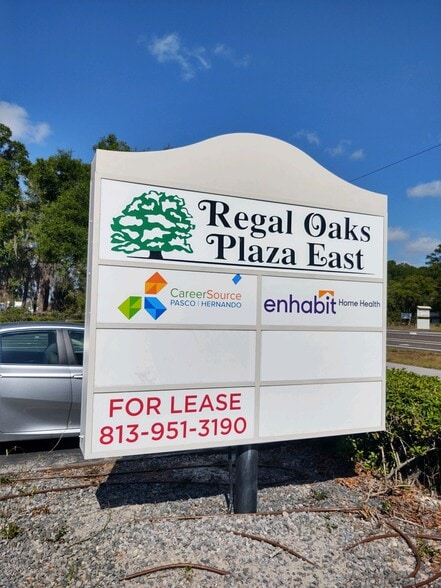 Regal Oaks
Plaza East
CareerSource
PASCO | HERNANDO
enhabit Home Health
FOR LEASE
813-951-3190